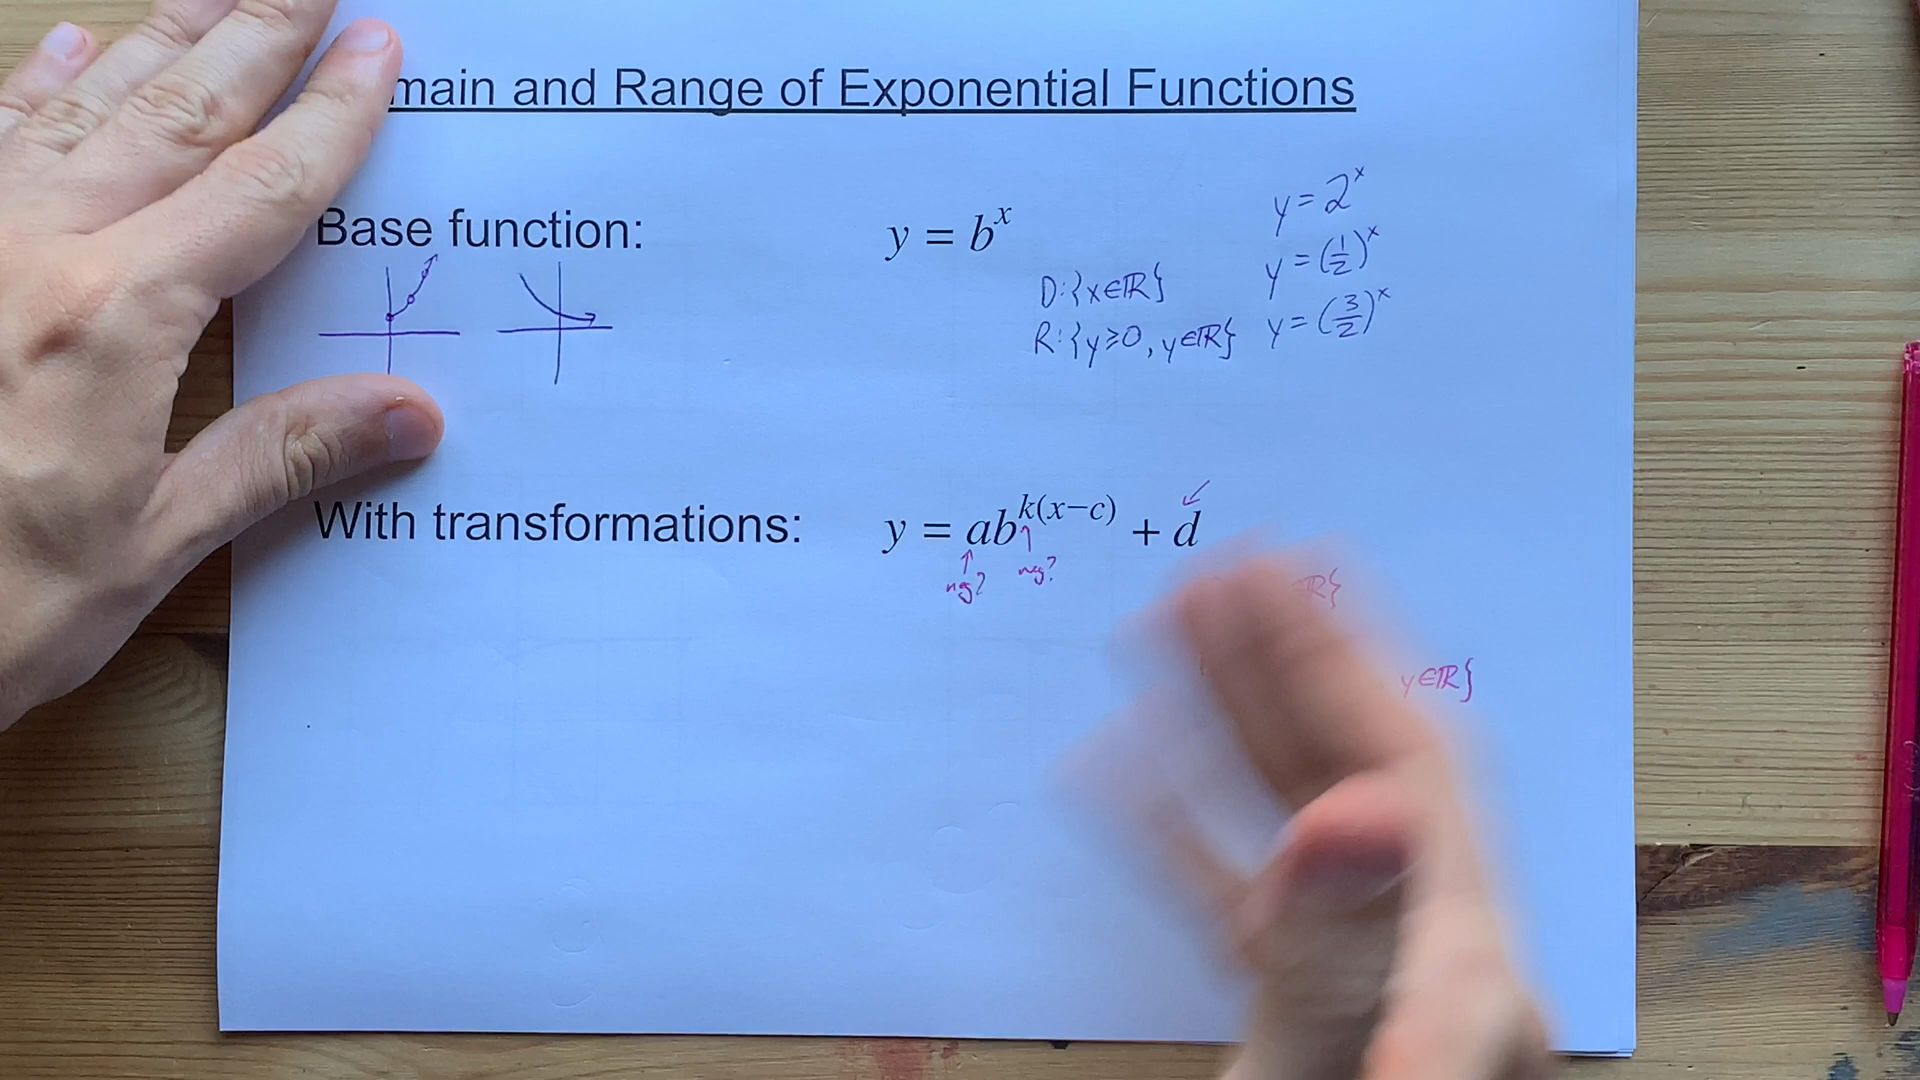 main and Range of Exponential Functions
Base function:
y = b^x
y = 2^x
y = (1/2)^x
y = (3/2)^x
D:{x∈ℝ}
R:{y≥0, y∈ℝ}
With transformations:
y = ab^{k(x−c)} + d
neg?
neg?
ℝ}
y∈ℝ}